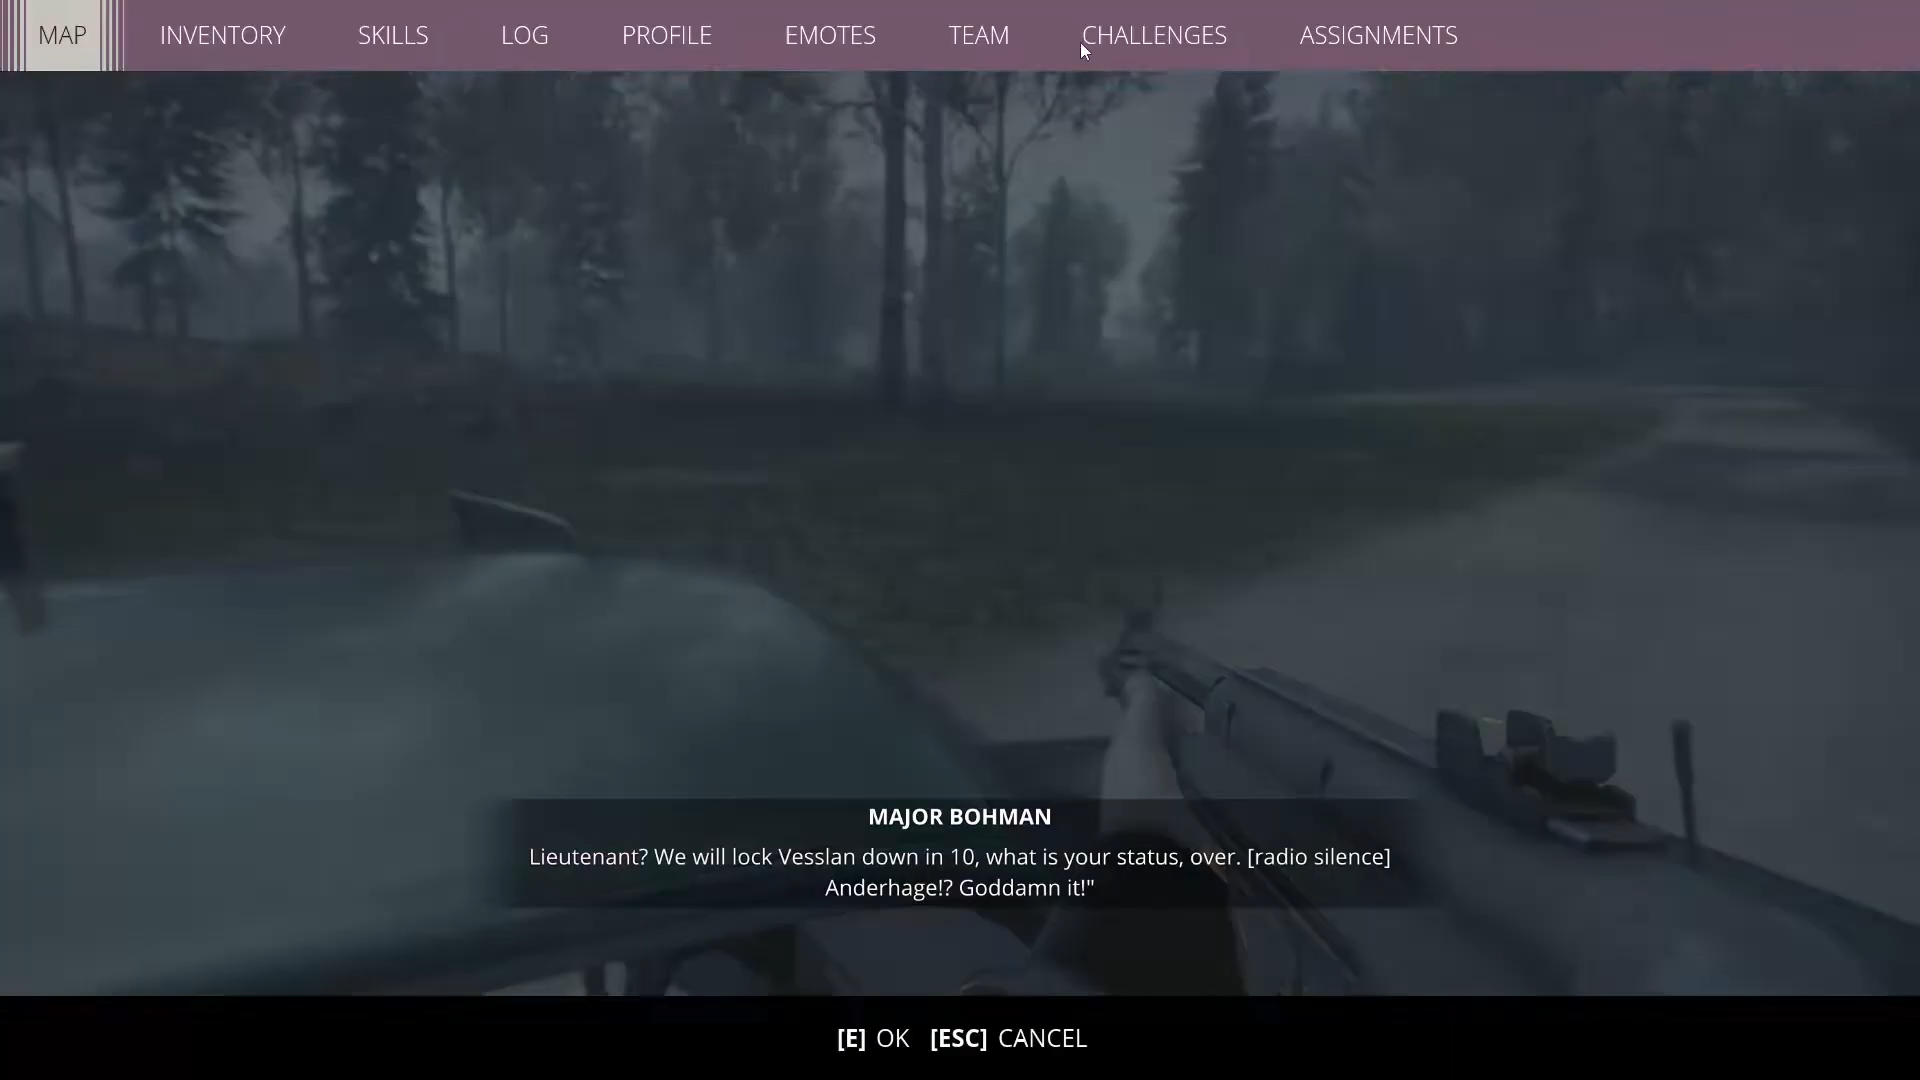 MAP INVENTORY SKILLS LOG PROFILE EMOTES TEAM CHALLENGES ASSIGNMENTS
MAJOR BOHMAN
Lieutenant? We will lock Vesslan down in 10, what is your status, over. [radio silence]
Anderhage!? Goddamn it!"
[E] OK [ESC] CANCEL